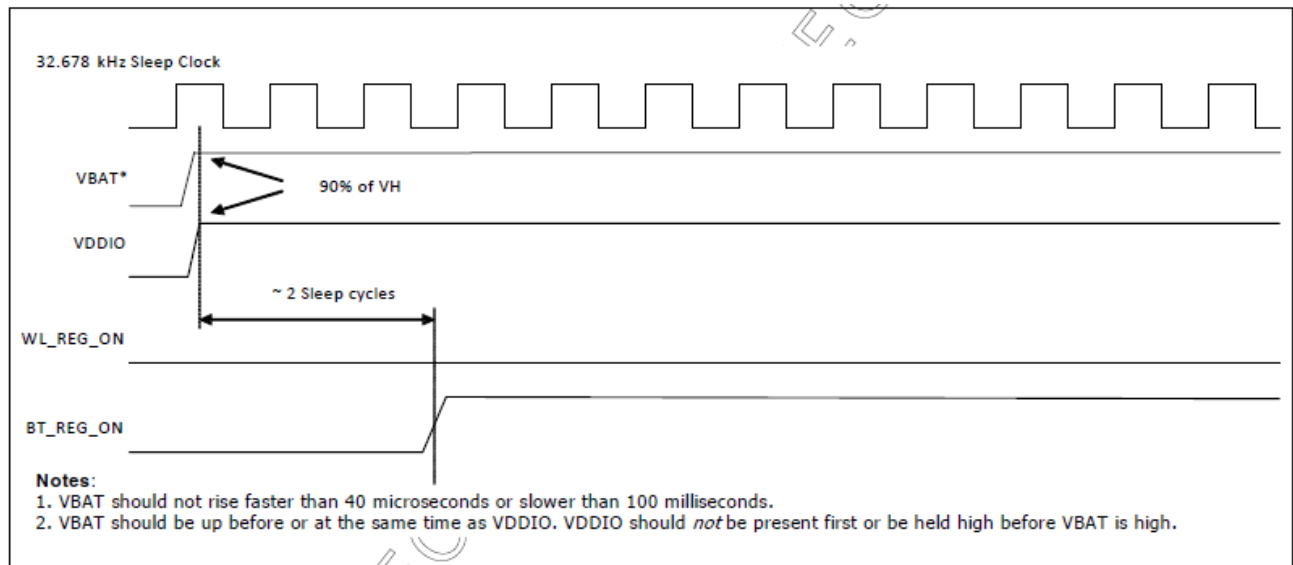 32.678 kHz Sleep Clock
VBAT*
90% of VH
VDDIO
~ 2 Sleep cycles
WL_REG_ON
BT_REG_ON
Notes:
1. VBAT should not rise faster than 40 microseconds or slower than 100 milliseconds.
2. VBAT should be up before or at the same time as VDDIO. VDDIO should not be present first or be held high before VBAT is high.